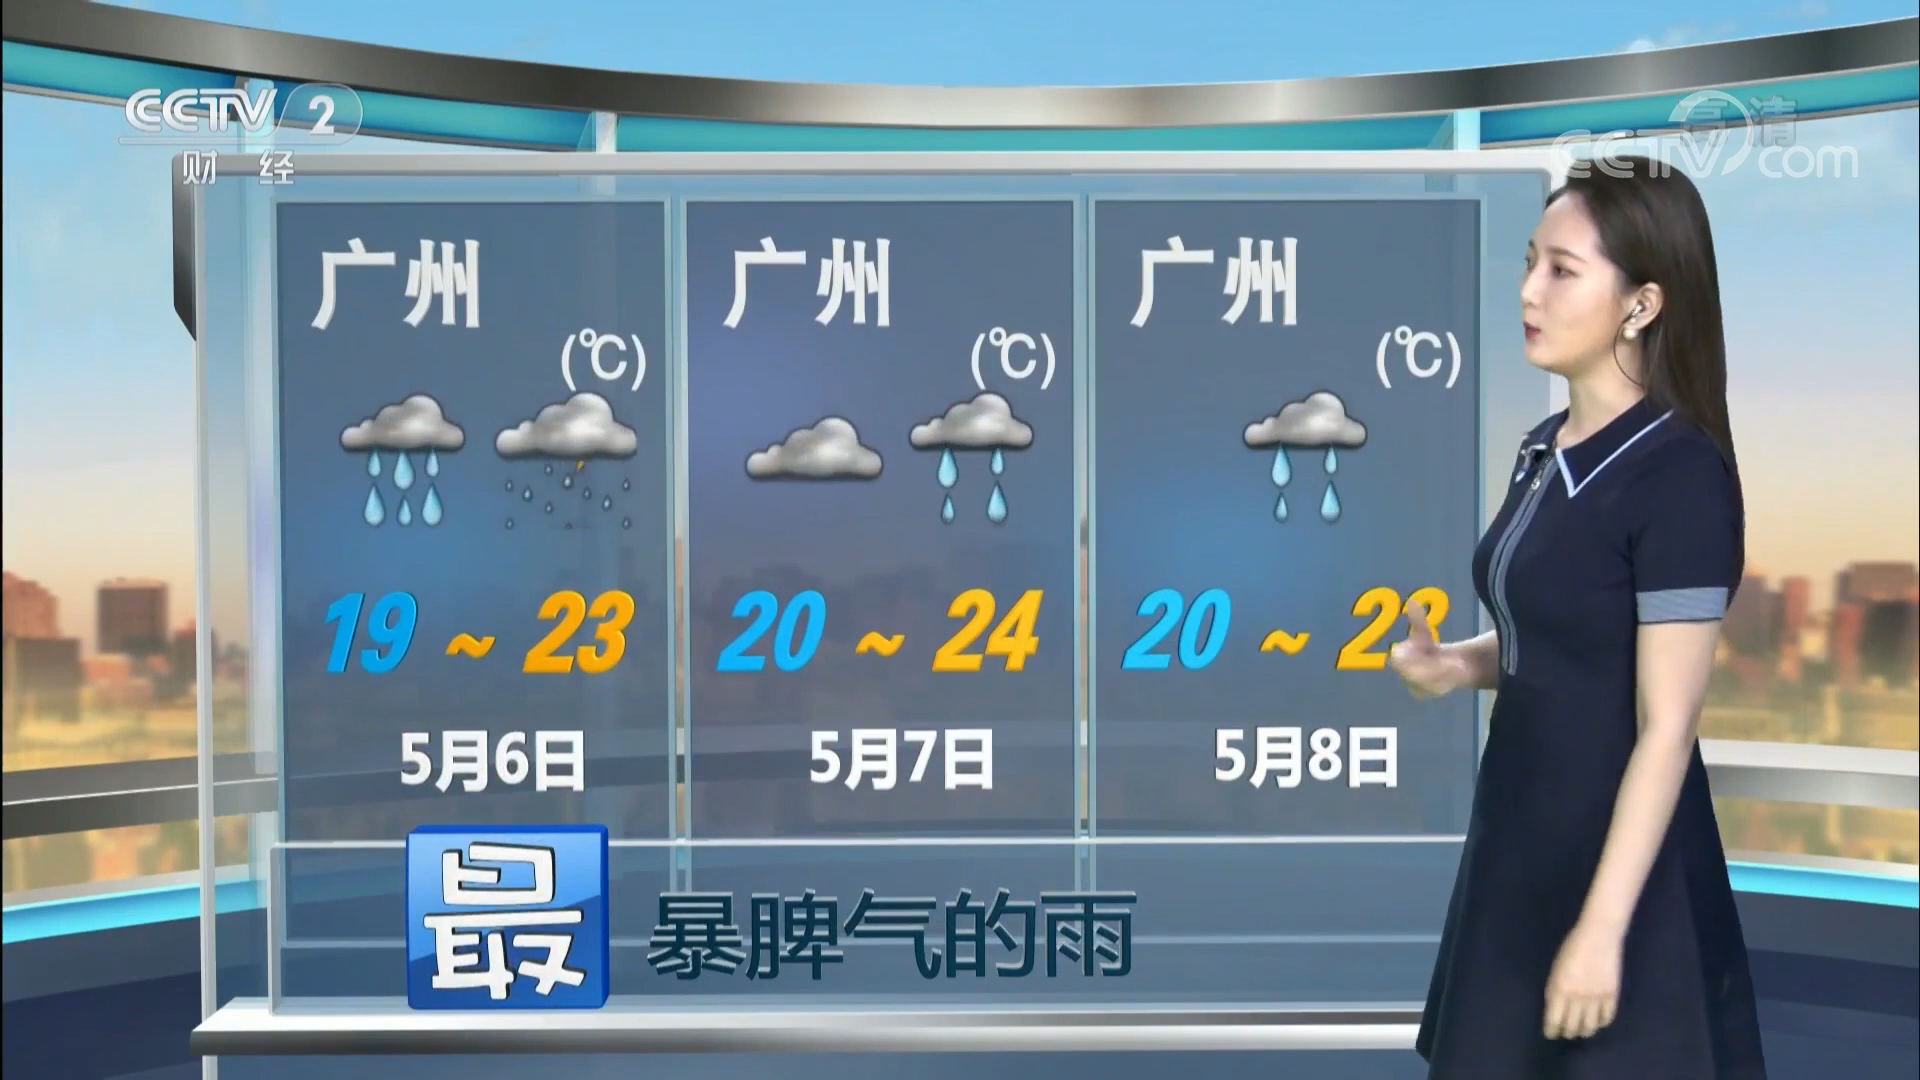 CCTV 2
财经
高清
CCTV com
广州
(℃)
19 ~ 23
5月6日
广州
(℃)
20 ~ 24
5月7日
广州
(℃)
20 ~ 23
5月8日
最
暴脾气的雨